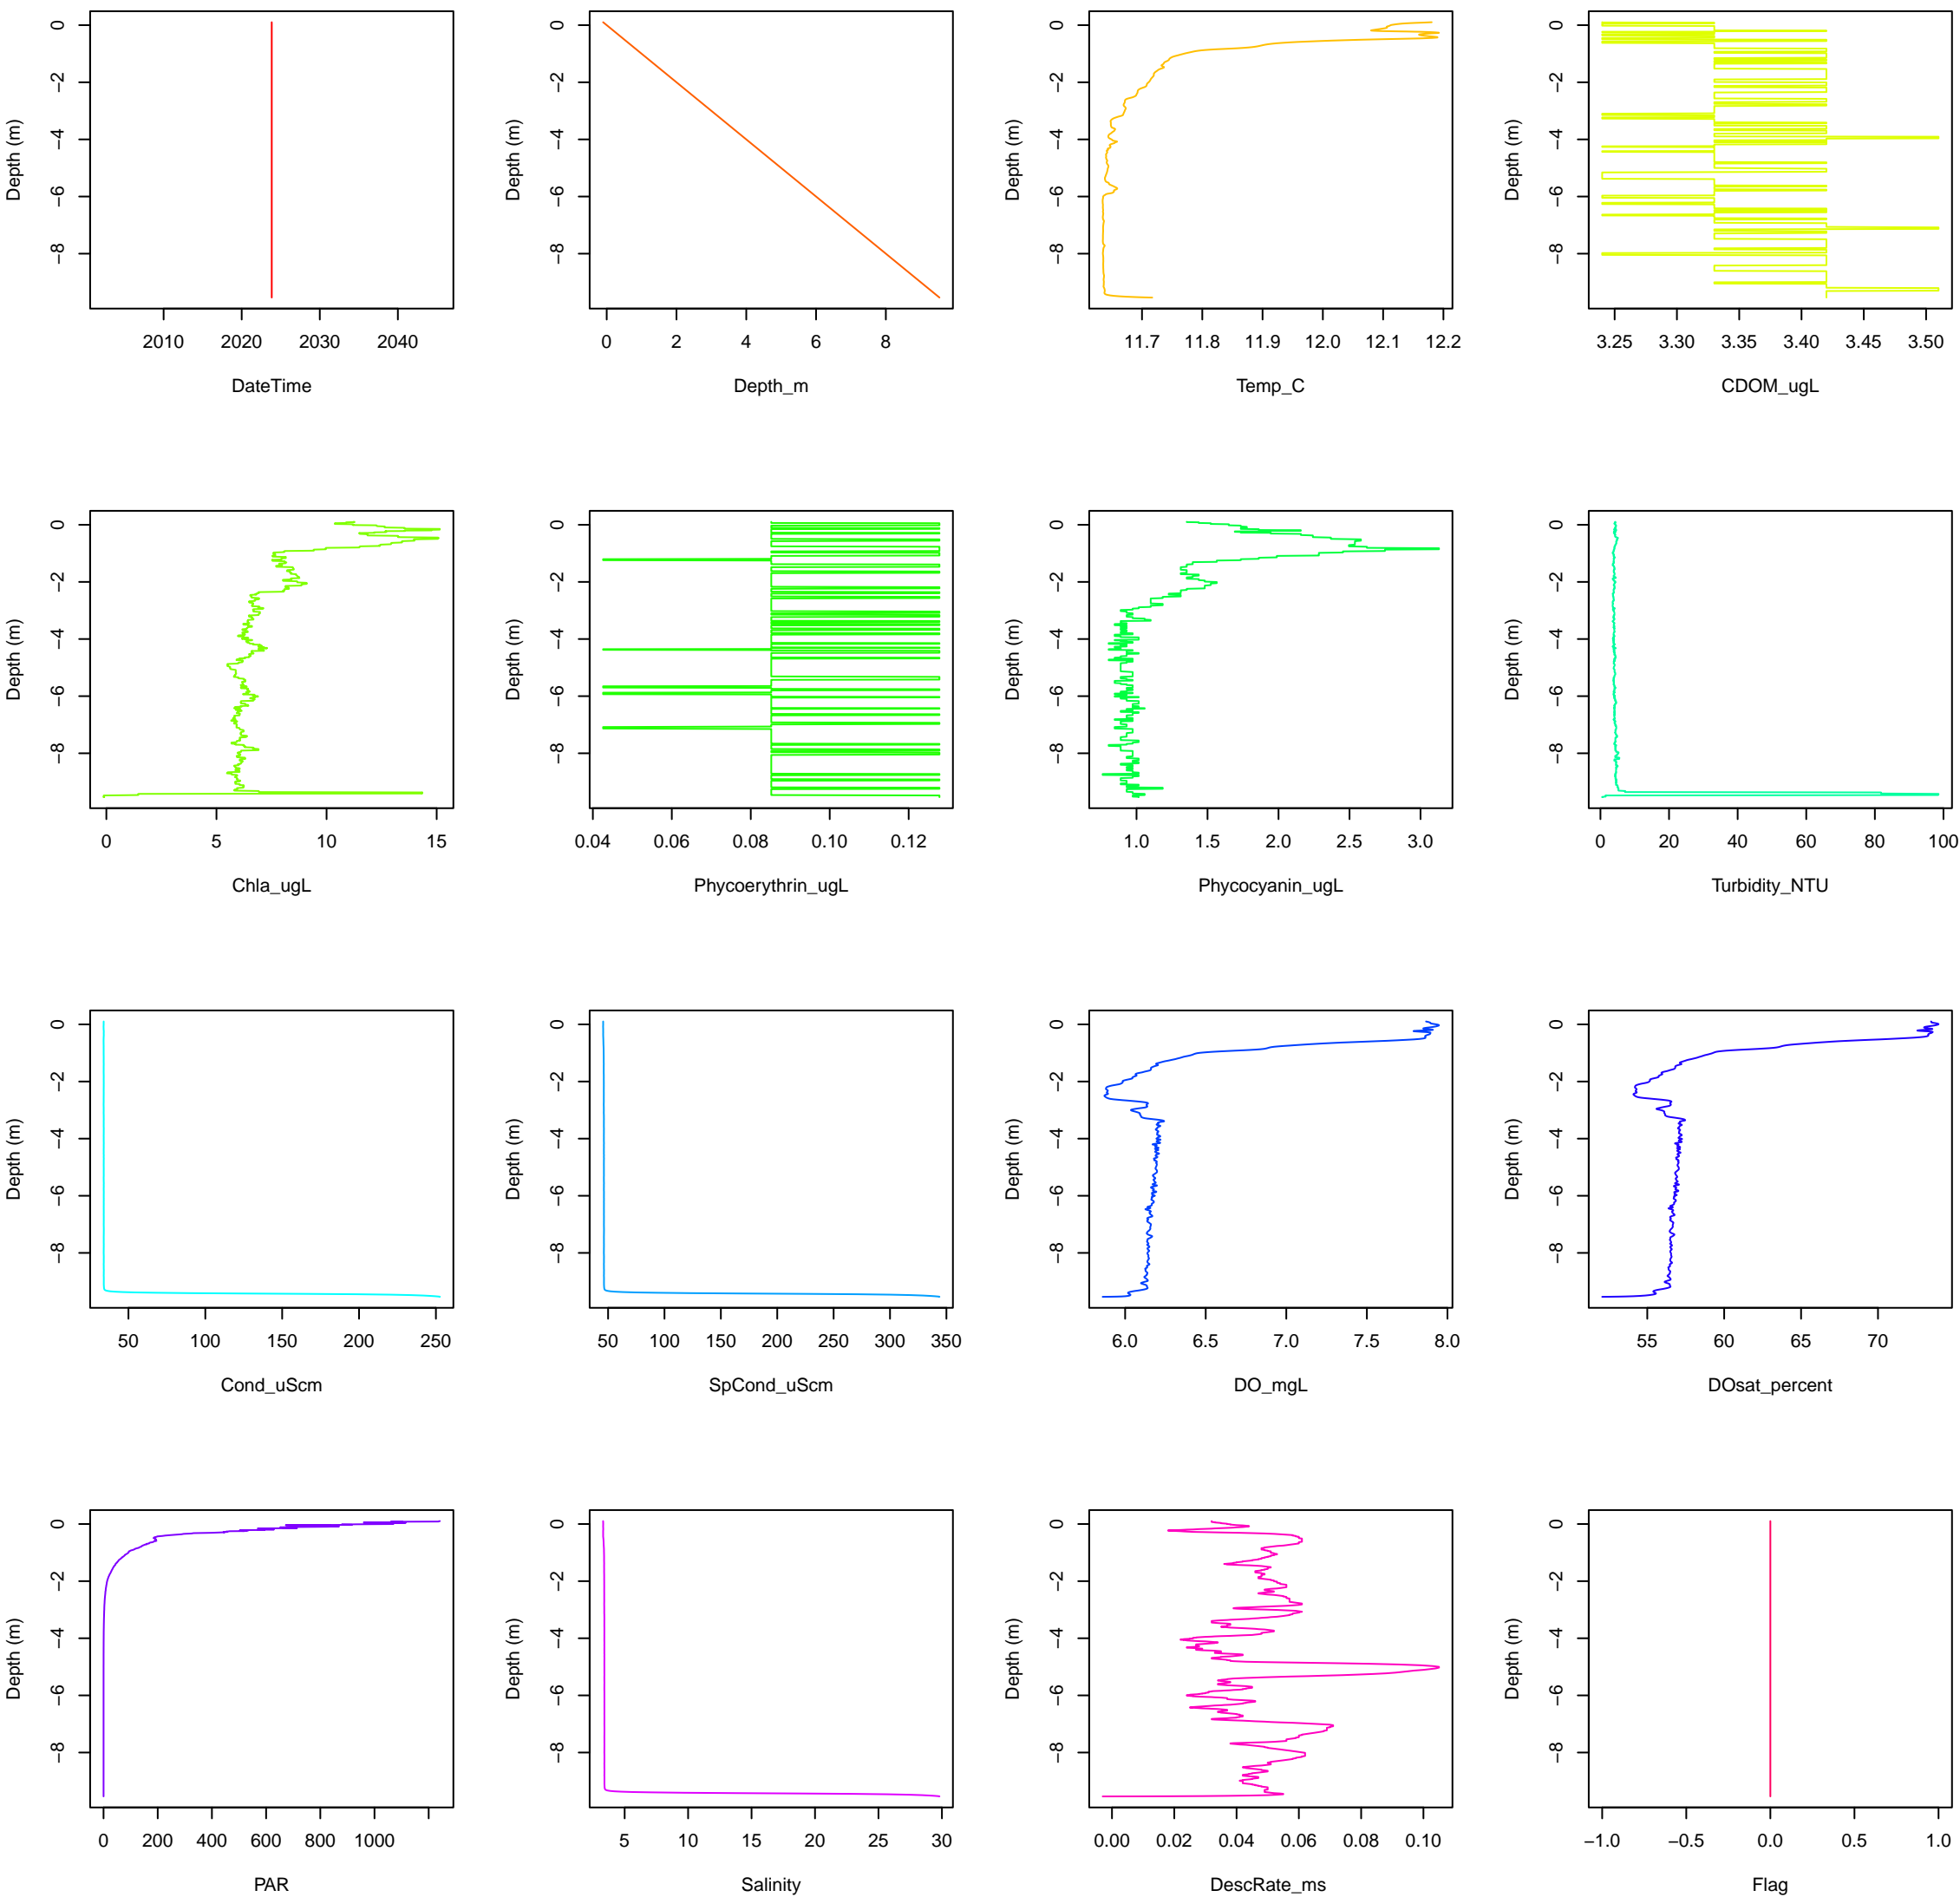 Depth (m)
0
−2
−4
−6
−8
2010 2020 2030 2040
DateTime
Depth (m)
0
−2
−4
−6
−8
0 2 4 6 8
Depth_m
Depth (m)
0
−2
−4
−6
−8
11.7 11.8 11.9 12.0 12.1 12.2
Temp_C
Depth (m)
0
−2
−4
−6
−8
3.25 3.30 3.35 3.40 3.45 3.50
CDOM_ugL
Depth (m)
0
−2
−4
−6
−8
0 5 10 15
Chla_ugL
Depth (m)
0
−2
−4
−6
−8
0.04 0.06 0.08 0.10 0.12
Phycoerythrin_ugL
Depth (m)
0
−2
−4
−6
−8
1.0 1.5 2.0 2.5 3.0
Phycocyanin_ugL
Depth (m)
0
−2
−4
−6
−8
0 20 40 60 80 100
Turbidity_NTU
Depth (m)
0
−2
−4
−6
−8
50 100 150 200 250
Cond_uScm
Depth (m)
0
−2
−4
−6
−8
50 100 150 200 250 300 350
SpCond_uScm
Depth (m)
0
−2
−4
−6
−8
6.0 6.5 7.0 7.5 8.0
DO_mgL
Depth (m)
0
−2
−4
−6
−8
55 60 65 70
DOsat_percent
Depth (m)
0
−2
−4
−6
−8
0 200 400 600 800 1000
PAR
Depth (m)
0
−2
−4
−6
−8
5 10 15 20 25 30
Salinity
Depth (m)
0
−2
−4
−6
−8
0.00 0.02 0.04 0.06 0.08 0.10
DescRate_ms
Depth (m)
0
−2
−4
−6
−8
−1.0 −0.5 0.0 0.5 1.0
Flag